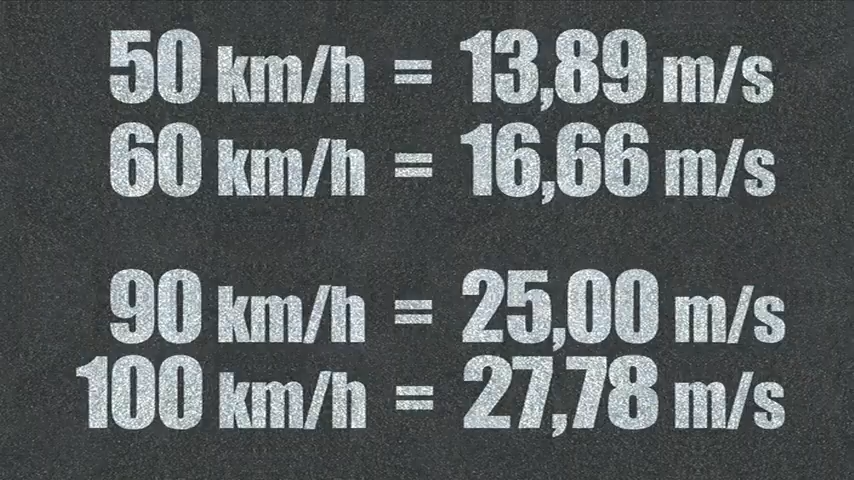 50 km/h = 13,89 m/s
60 km/h = 16,66 m/s
90 km/h = 25,00 m/s
100 km/h = 27,78 m/s